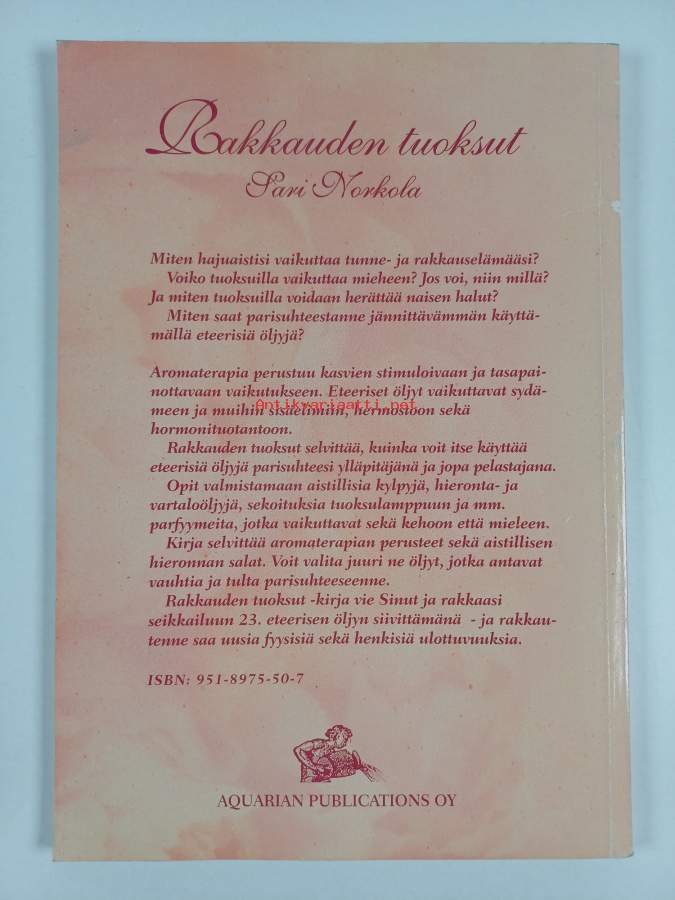 Rakkauden tuoksut
Sari Norkola
Miten hajuaistisi vaikuttaa tunne- ja rakkauselämääsi?
Voiko tuoksuilla vaikuttaa mieheen? Jos voi, niin millä?
Ja miten tuoksuilla voidaan herättää naisen halut?
Miten saat parisuhteestanne jännittävämmän käyttä-
mällä eteerisiä öljyjä?
Aromaterapia perustuu kasvien stimuloivaan ja tasapai-
nottavaan vaikutukseen. Eteeriset öljyt vaikuttavat sydä-
meen ja muihin sisäelimiin, hermostoon sekä
Antikvariaatti.net
hormonituotantoon.
Rakkauden tuoksut selvittää, kuinka voit itse käyttää
eteerisiä öljyjä parisuhteesi ylläpitäjänä ja jopa pelastajana.
Opit valmistamaan aistillisia kylpyjä, hieronta- ja
vartaloöljyjä, sekoituksia tuoksulamppuun ja mm.
parfyymeita, jotka vaikuttavat sekä kehoon että mieleen.
Kirja selvittää aromaterapian perusteet sekä aistillisen
hieronnan salat. Voit valita juuri ne öljyt, jotka antavat
vauhtia ja tulta parisuhteeseenne.
Rakkauden tuoksut -kirja vie Sinut ja rakkaasi
seikkailuun 23. eteerisen öljyn siivittämänä - ja rakkau-
tenne saa uusia fyysisiä sekä henkisiä ulottuvuuksia.
ISBN: 951-8975-50-7
AQUARIAN PUBLICATIONS OY